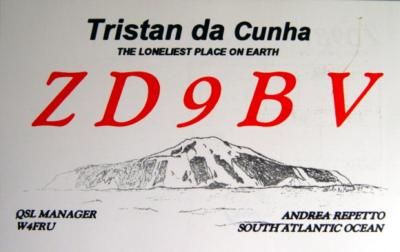 Tristan da Cunha
THE LONELIEST PLACE ON EARTH
ZD9BV
QSL MANAGER
W4FRU
ANDREA REPETTO
SOUTH ATLANTIC OCEAN